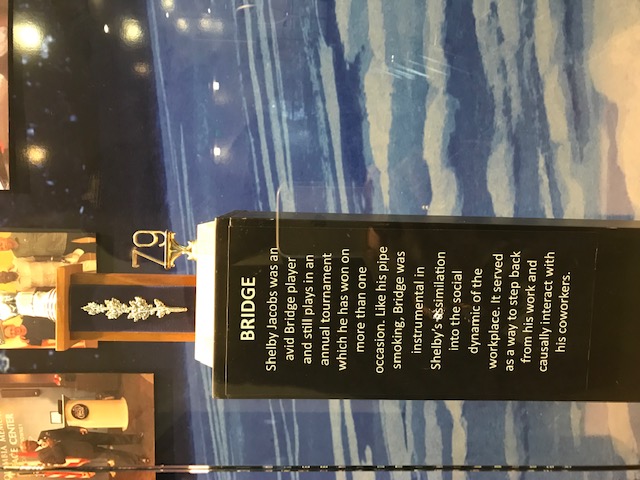 79
BRIDGE
Shelby Jacobs was an
avid Bridge player
and still plays in an
annual tournament
which he has won on
more than one
occasion. Like his pipe
smoking, Bridge was
instrumental in
Shelby's assimilation
into the social
dynamic of the
workplace. It served
as a way to step back
from his work and
causally interact with
his coworkers.